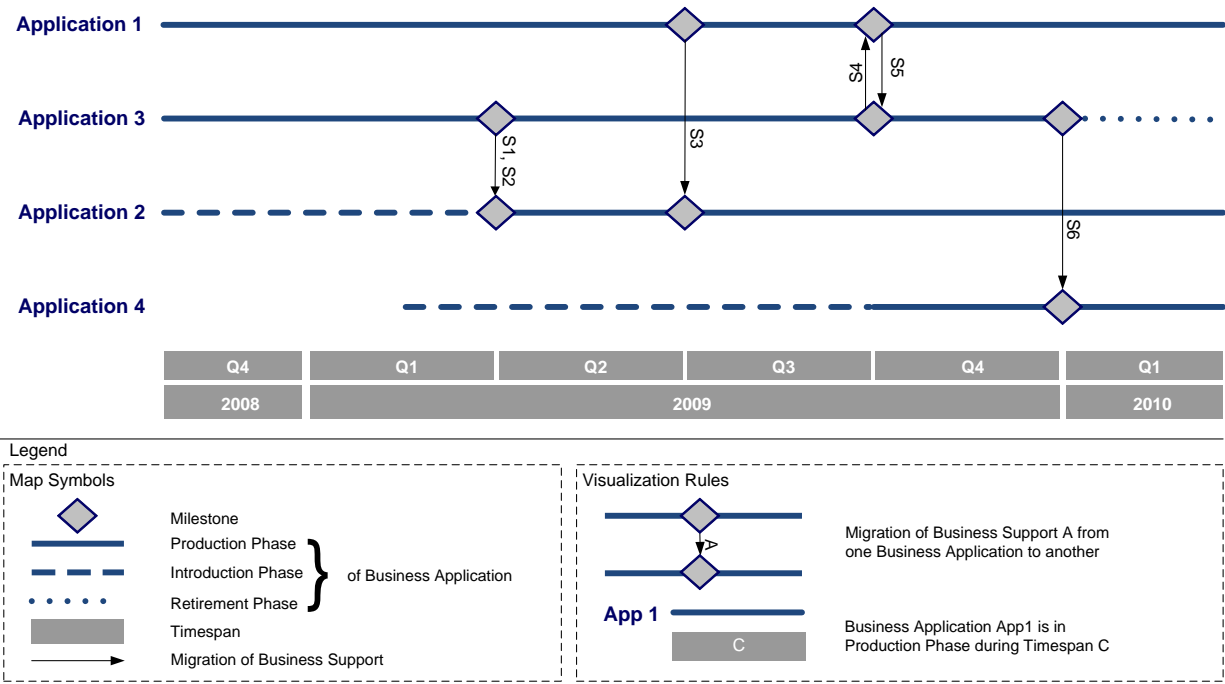 Application 1
S4
S5
Application 3
S1, S2
S3
Application 2
S6
Application 4
Q4
Q1
Q2
Q3
Q4
Q1
2008
2009
2010
Legend
Map Symbols
Milestone
Production Phase
Introduction Phase
of Business Application
Retirement Phase
Timespan
Migration of Business Support
Visualization Rules
A
Migration of Business Support A from
one Business Application to another
App 1
C
Business Application App1 is in
Production Phase during Timespan C